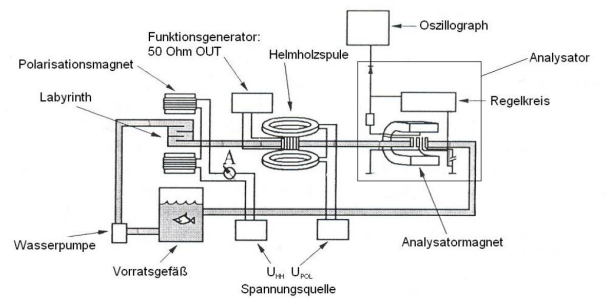 Oszillograph
Funktionsgenerator:
50 Ohm OUT
Helmholzspule
Polarisationsmagnet
Analysator
Labyrinth
Regelkreis
A
Wasserpumpe
Vorratsgefäß
U_HH U_POL
Spannungsquelle
Analysatormagnet